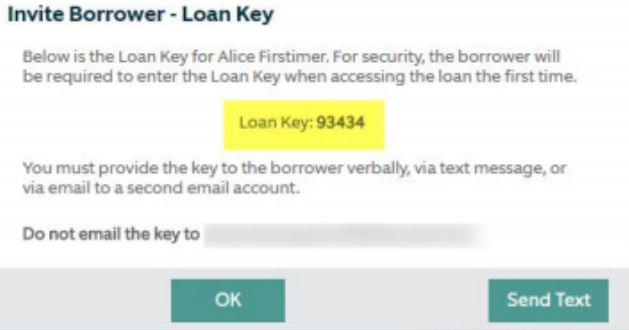 Invite Borrower - Loan Key
Below is the Loan Key for Alice Firstimer. For security, the borrower will
be required to enter the Loan Key when accessing the loan the first time.
Loan Key: 93434
You must provide the key to the borrower verbally, via text message, or
via email to a second email account.
Do not email the key to
OK
Send Text